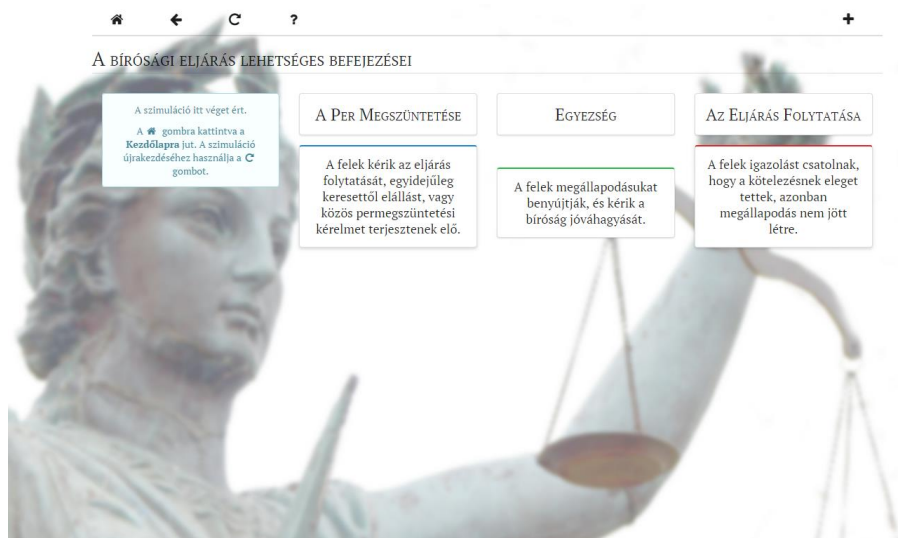 ?
A BÍRÓSÁGI ELJÁRÁS LEHETSÉGES BEFEJEZÉSEI
A szimuláció itt véget ért.
A gombra kattintva a
Kezdőlapra jut. A szimuláció
újrakezdéséhez használja a
gombot.
A Per Megszüntetése
A felek kérik az eljárás
folytatását, egyidejűleg
keresettől elállást, vagy
közös permegszüntetési
kérelmet terjesztenek elő.
Egyezség
A felek megállapodásukat
benyújtják, és kérik a
bíróság jóváhagyását.
Az Eljárás Folytatása
A felek igazolást csatolnak,
hogy a kötelezésnek eleget
tettek, azonban
megállapodás nem jött
létre.